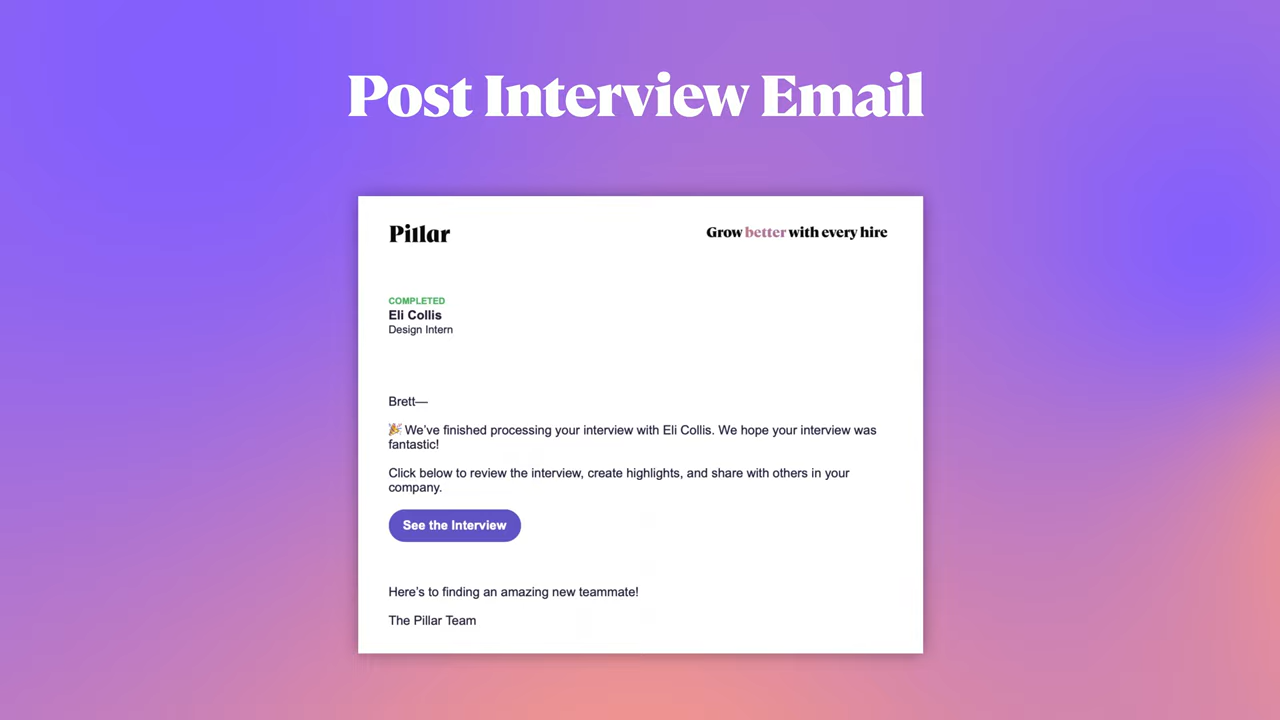 Post Interview Email
Pillar
Grow better with every hire
COMPLETED
Eli Collis
Design Intern
Brett—
🎉 We've finished processing your interview with Eli Collis. We hope your interview was
fantastic!
Click below to review the interview, create highlights, and share with others in your
company.
See the Interview
Here's to finding an amazing new teammate!
The Pillar Team